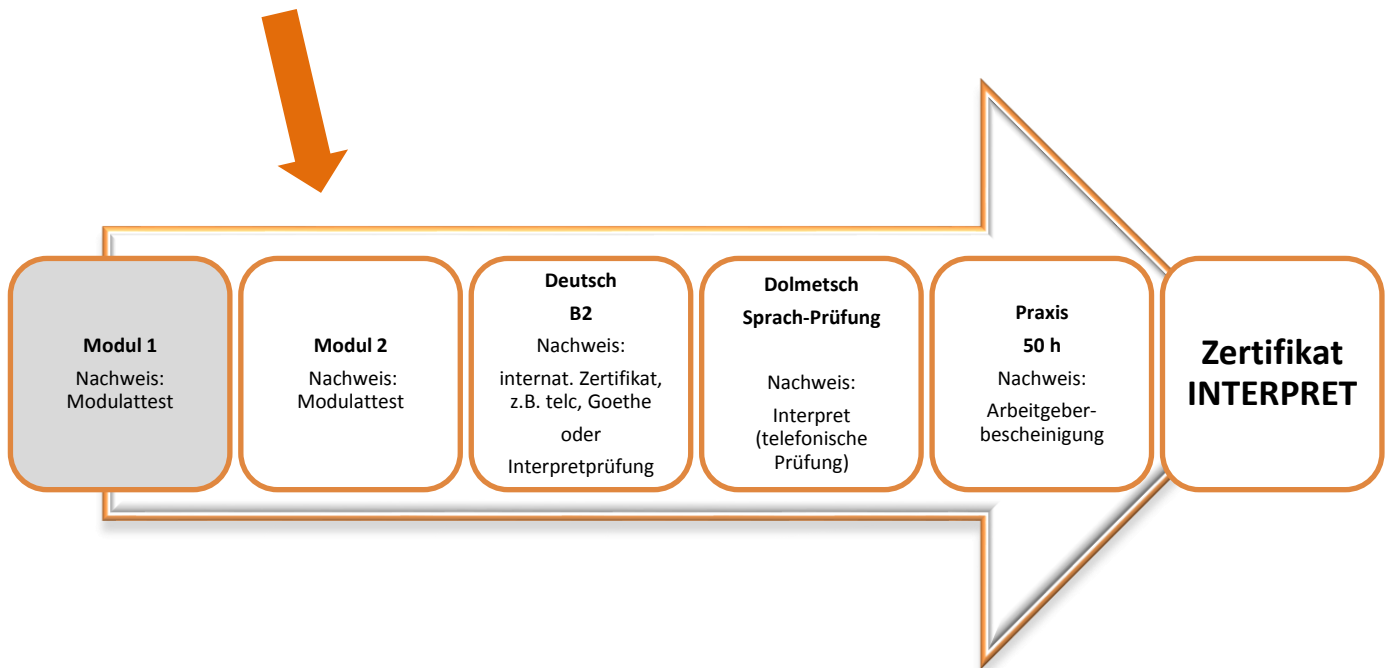 Modul 1
Nachweis:
Modulattest
Modul 2
Nachweis:
Modulattest
Deutsch
B2
Nachweis:
internat. Zertifikat,
z.B. telc, Goethe
oder
Interpretprüfung
Dolmetsch
Sprach-Prüfung
Nachweis:
Interpret
(telefonische
Prüfung)
Praxis
50 h
Nachweis:
Arbeitgeber-
bescheinigung
Zertifikat
INTERPRET